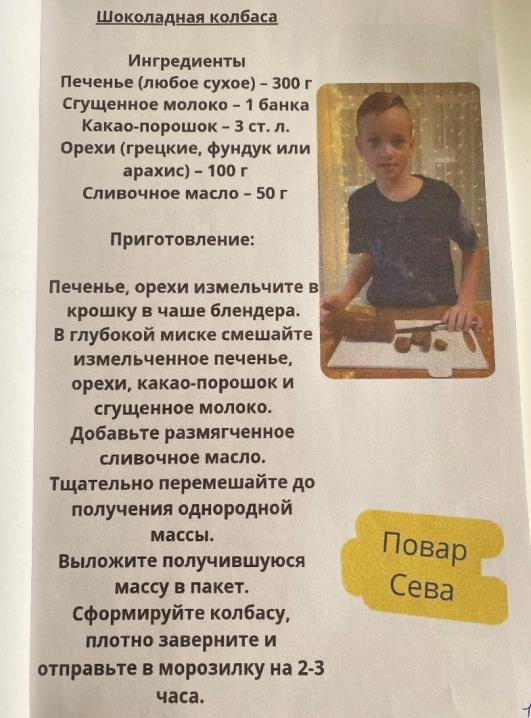 Шоколадная колбаса
Ингредиенты
Печенье (любое сухое) – 300 г
Сгущенное молоко – 1 банка
Какао-порошок – 3 ст. л.
Орехи (грецкие, фундук или
арахис) – 100 г
Сливочное масло – 50 г
Приготовление:
Печенье, орехи измельчите в
крошку в чаше блендера.
В глубокой миске смешайте
измельченное печенье,
орехи, какао-порошок и
сгущенное молоко.
Добавьте размягченное
сливочное масло.
Тщательно перемешайте до
получения однородной
массы.
Выложите получившуюся
массу в пакет.
Сформируйте колбасу,
плотно заверните и
отправьте в морозилку на 2-3
часа.
Повар
Сева